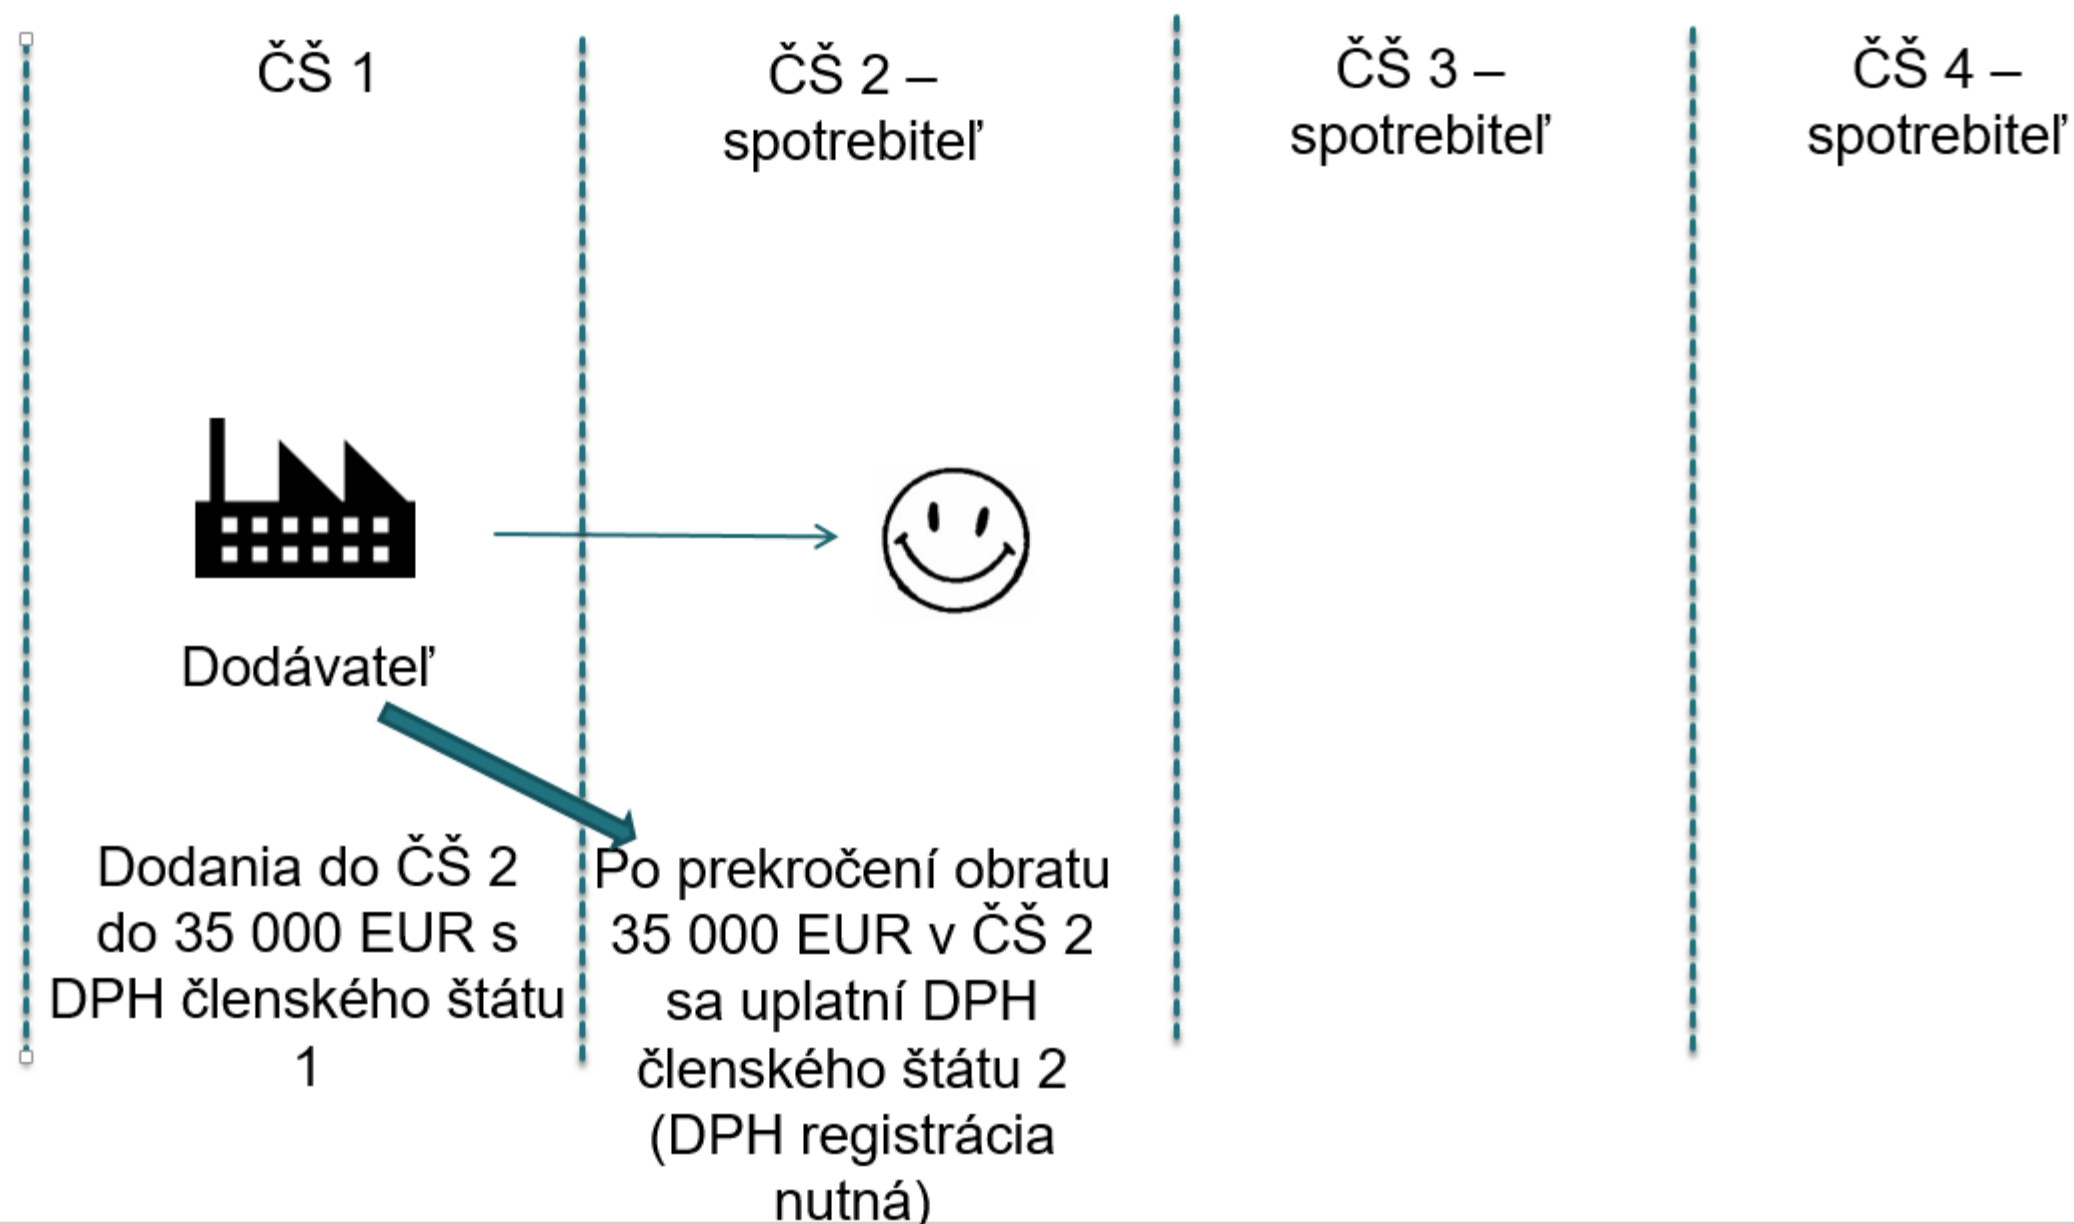 ČŠ 1
ČŠ 2 –
spotrebiteľ
ČŠ 3 –
spotrebiteľ
ČŠ 4 –
spotrebiteľ
Dodávateľ
Dodania do ČŠ 2
do 35 000 EUR s
DPH členského štátu
1
Po prekročení obratu
35 000 EUR v ČŠ 2
sa uplatní DPH
členského štátu 2
(DPH registrácia
nutná)